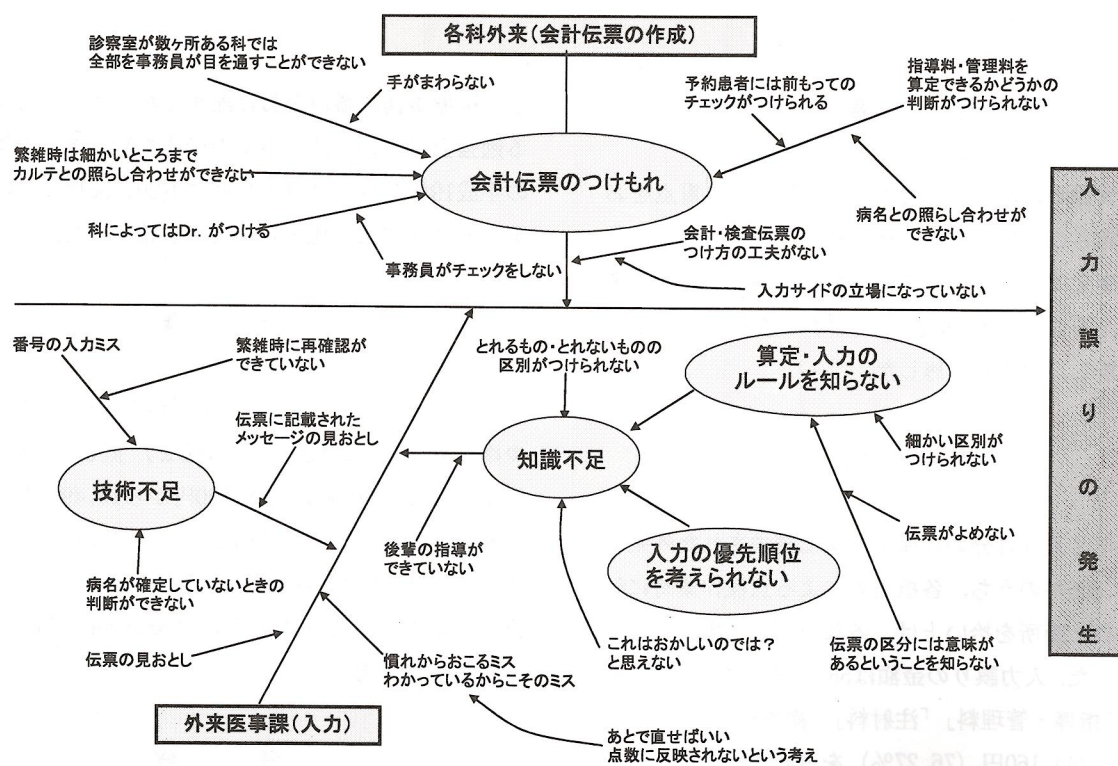 各科外来(会計伝票の作成)
診察室が数ヶ所ある科では
全部を事務員が目を通すことができない
手がまわらない
予約患者には前もっての
チェックがつけられる
指導料・管理料を
算定できるかどうかの
判断がつけられない
繁雑時は細かいところまで
カルテとの照らし合わせができない
会計伝票のつけもれ
病名との照らし合わせが
できない
科によってはDr. がつける
事務員がチェックをしない
会計・検査伝票の
つけ方の工夫がない
入力サイドの立場になっていない
入力誤りの発生
番号の入力ミス
繁雑時に再確認が
できていない
とれるもの・とれないものの
区別がつけられない
算定・入力の
ルールを知らない
伝票に記載された
メッセージの見おとし
細かい区別が
つけられない
技術不足
知識不足
伝票がよめない
後輩の指導が
できていない
入力の優先順位
を考えられない
病名が確定していないときの
判断ができない
伝票の見おとし
慣れからおこるミス
わかっているからこそのミス
これはおかしいのでは？
と思えない
伝票の区分には意味が
あるということを知らない
外来医事課(入力)
あとで直せばいい
点数に反映されないという考え